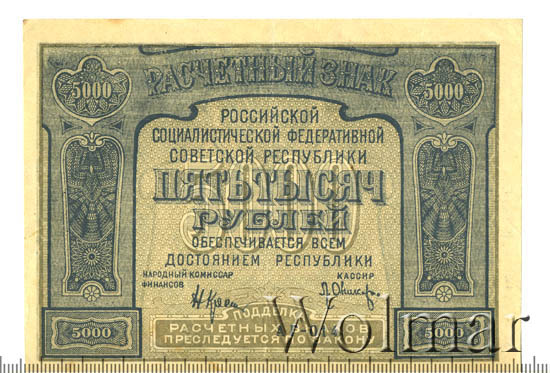 РАСЧЕТНЫЙ ЗНАК
5000 5000
РОССИЙСКОЙ
СОЦИАЛИСТИЧЕСКОЙ ФЕДЕРАТИВНОЙ
СОВЕТСКОЙ РЕСПУБЛИКИ
ПЯТЬ ТЫСЯЧ
РУБЛЕЙ
ОБЕСПЕЧИВАЕТСЯ ВСЕМ
ДОСТОЯНИЕМ РЕСПУБЛИКИ
НАРОДНЫЙ КОМИССАР КАССИР
ФИНАНСОВ
ПОДДЕЛКА
5000 РАСЧЕТНЫХ 5000
ПРЕСЛЕДУЕТСЯ ПО ЗАКОНУ
Wolmar